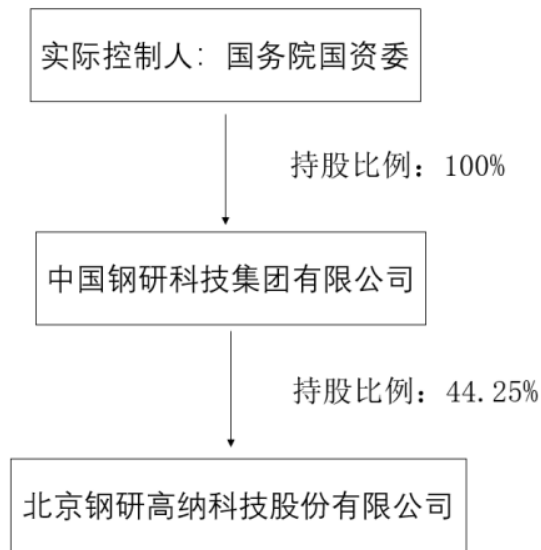 实际控制人：国务院国资委
持股比例：100%
中国钢研科技集团有限公司
持股比例：44.25%
北京钢研高纳科技股份有限公司